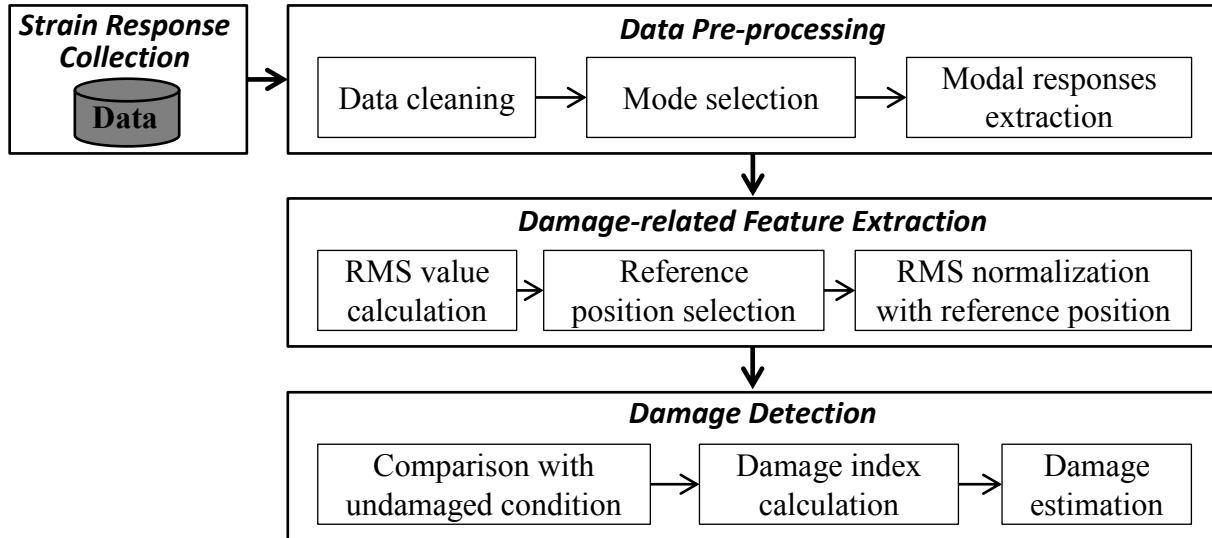 Strain Response
Collection
Data
Data Pre-processing
Data cleaning
Mode selection
Modal responses
extraction
Damage-related Feature Extraction
RMS value
calculation
Reference
position selection
RMS normalization
with reference position
Damage Detection
Comparison with
undamaged condition
Damage index
calculation
Damage
estimation